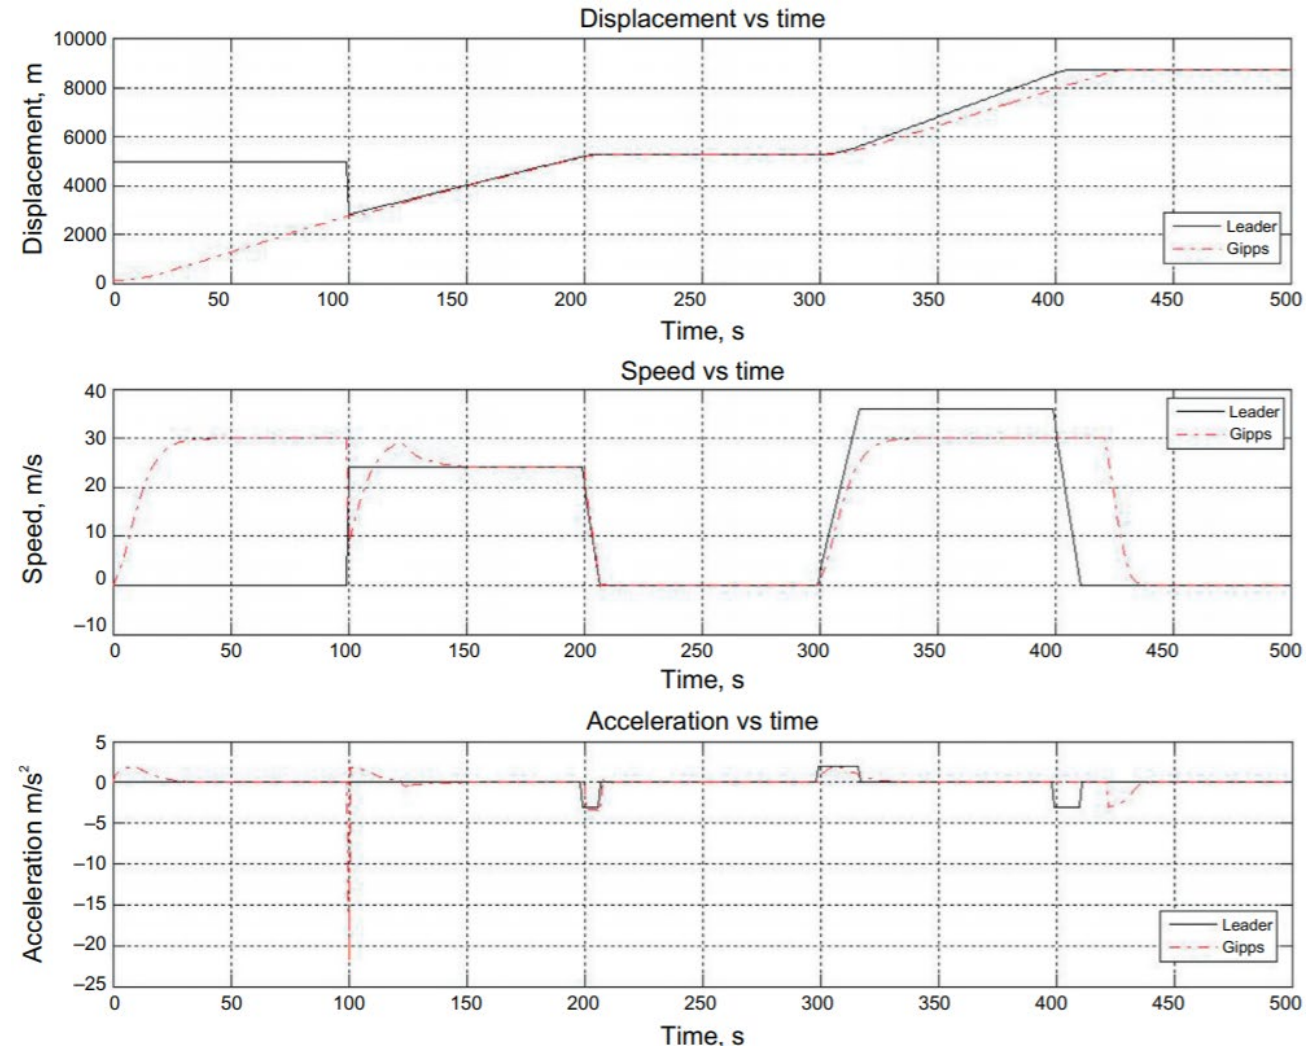 Displacement vs time
Displacement, m
10000
8000
6000
4000
2000
0
Leader
Gipps
0 50 100 150 200 250 300 350 400 450 500
Time, s
Speed vs time
Speed, m/s
40
30
20
10
0
–10
Leader
Gipps
0 50 100 150 200 250 300 350 400 450 500
Time, s
Acceleration vs time
Acceleration m/s²
5
0
–5
–10
–15
–20
–25
Leader
Gipps
0 50 100 150 200 250 300 350 400 450 500
Time, s